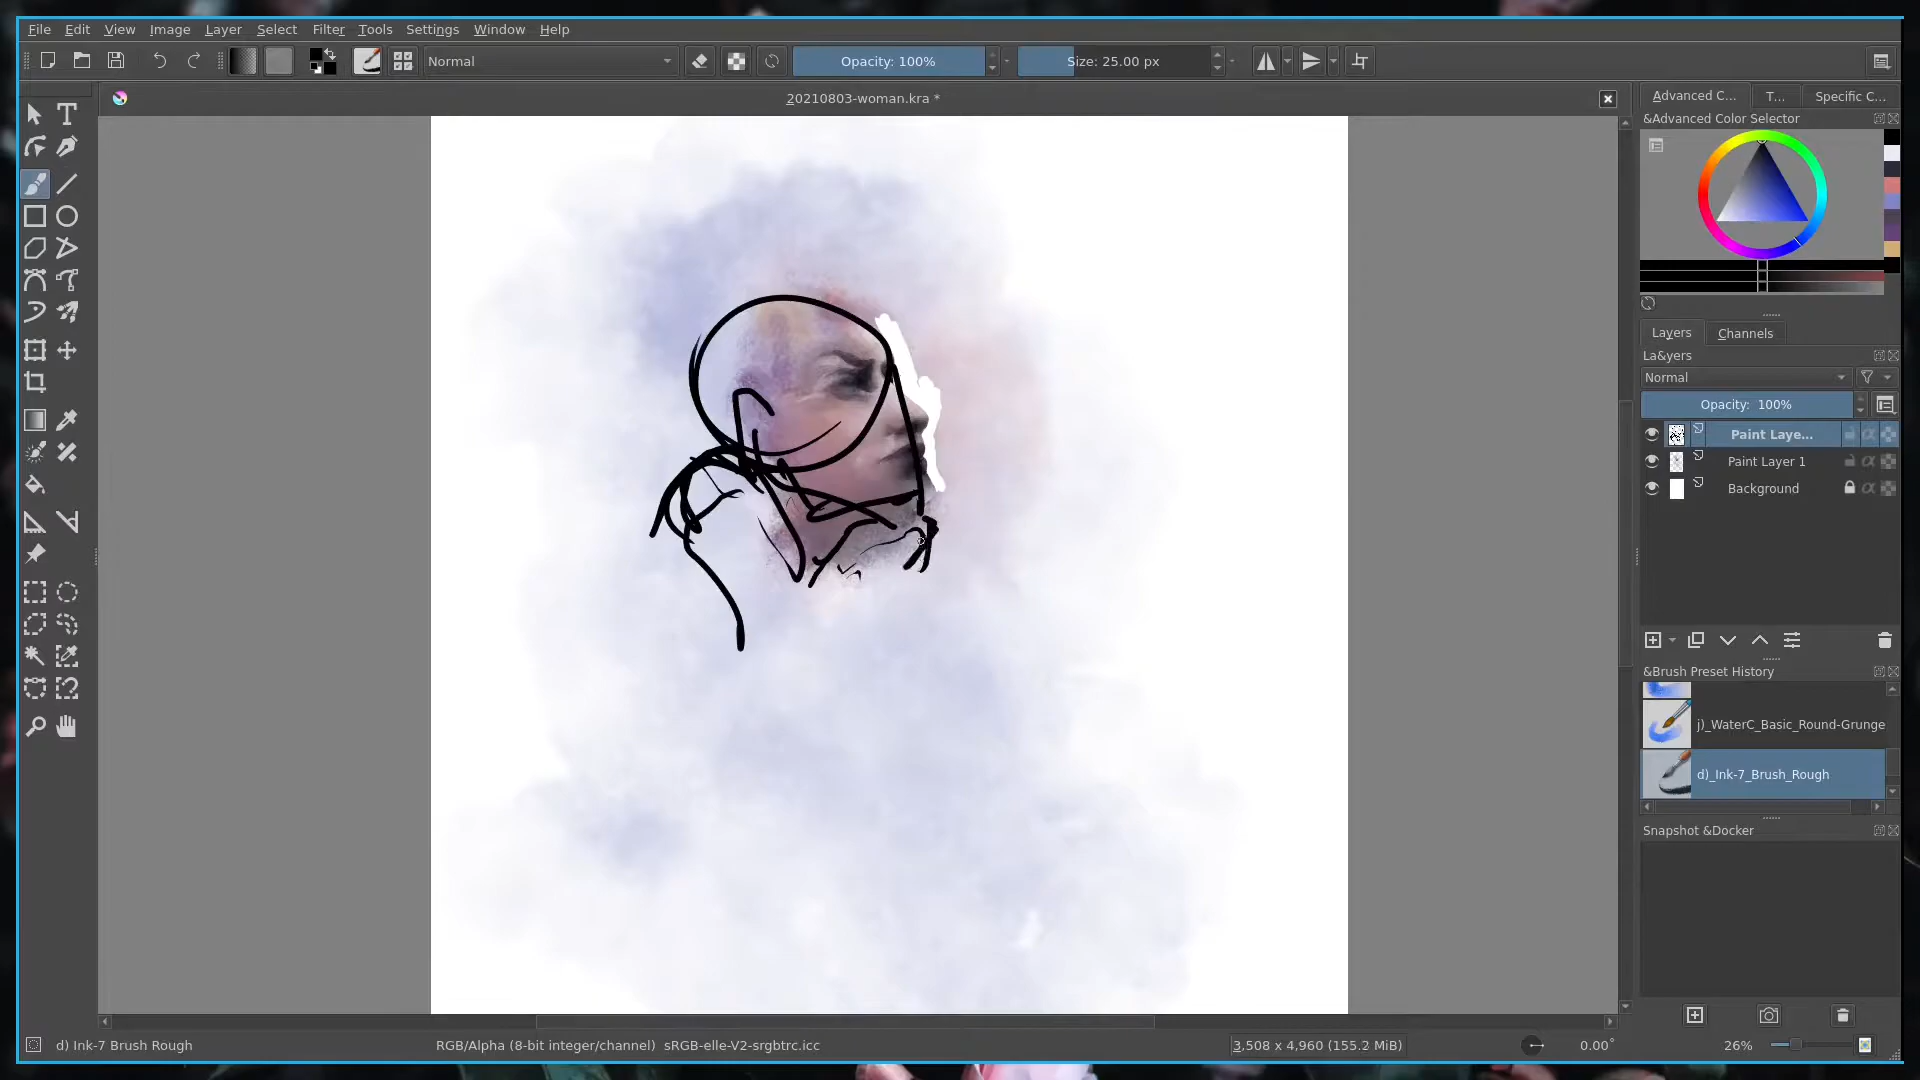 File Edit View Image Layer Select Filter Tools Settings Window Help
Normal Opacity: 100% Size: 25.00 px
20210803-woman.kra *
Advanced C... T... Specific C...
&Advanced Color Selector
Layers Channels
La&yers
Normal
Opacity: 100%
Paint Laye...
Paint Layer 1
Background
&Brush Preset History
j)_WaterC_Basic_Round-Grunge
d)_Ink-7_Brush_Rough
Snapshot &Docker
d) Ink-7 Brush Rough RGB/Alpha (8-bit integer/channel) sRGB-elle-V2-srgbtrc.icc 3,508 x 4,960 (155.2 MiB) 0.00° 26%